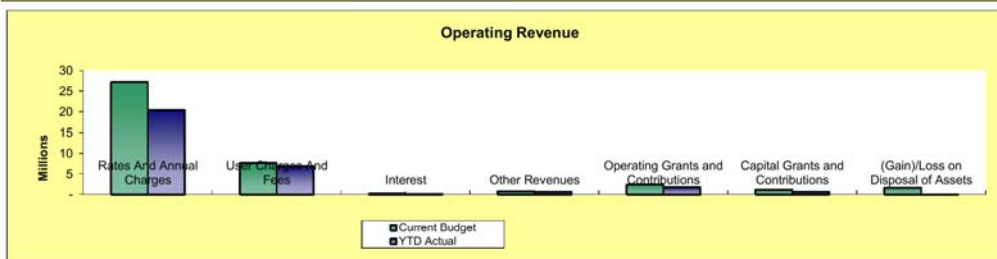 Operating Revenue
Millions
30
25
20
15
10
5
-
Rates And Annual
Charges
User Charges And
Fees
Interest
Other Revenues
Operating Grants and
Contributions
Capital Grants and
Contributions
(Gain)/Loss on
Disposal of Assets
Current Budget
YTD Actual